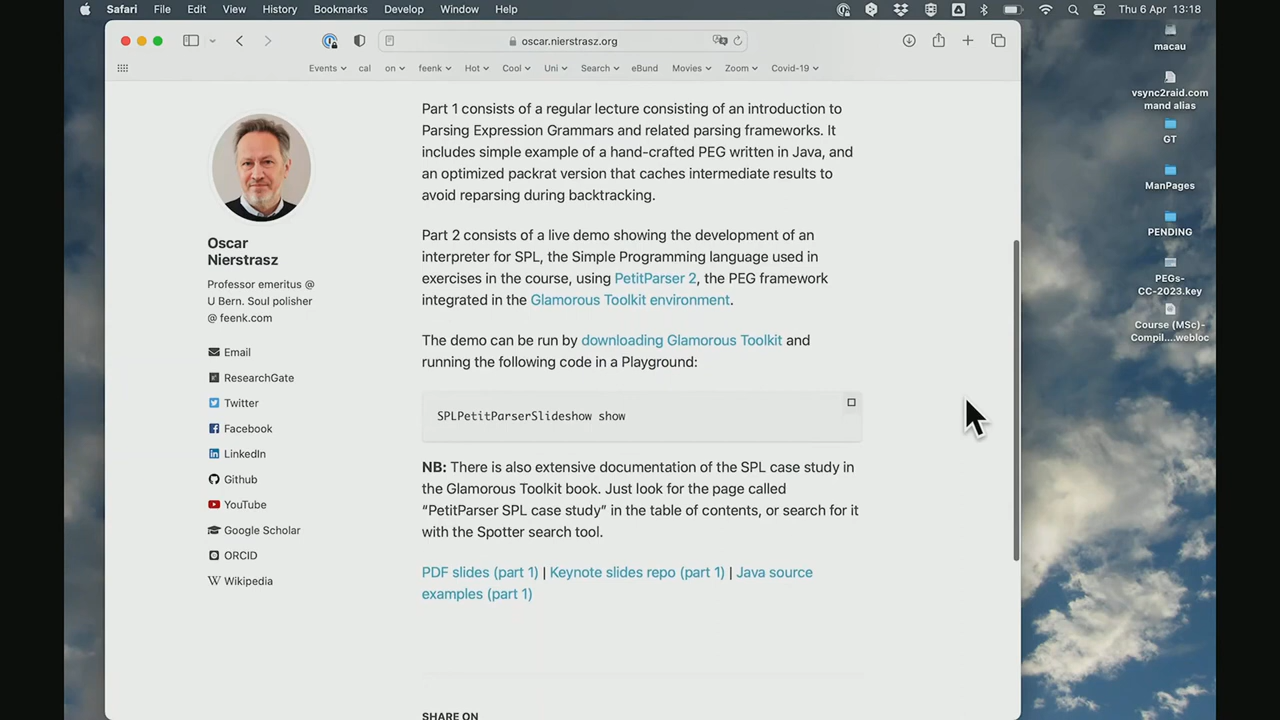 Safari File Edit View History Bookmarks Develop Window Help
Thu 6 Apr 13:18
oscar.nierstrasz.org
Events cal on feenk Hot Cool Uni Search eBund Movies Zoom Covid-19
Oscar
Nierstrasz
Professor emeritus @
U Bern. Soul polisher
@ feenk.com
Email
ResearchGate
Twitter
Facebook
LinkedIn
Github
YouTube
Google Scholar
ORCID
Wikipedia
Part 1 consists of a regular lecture consisting of an introduction to
Parsing Expression Grammars and related parsing frameworks. It
includes simple example of a hand-crafted PEG written in Java, and
an optimized packrat version that caches intermediate results to
avoid reparsing during backtracking.
Part 2 consists of a live demo showing the development of an
interpreter for SPL, the Simple Programming language used in
exercises in the course, using PetitParser 2, the PEG framework
integrated in the Glamorous Toolkit environment.
The demo can be run by downloading Glamorous Toolkit and
running the following code in a Playground:
SPLPetitParserSlideshow show
NB: There is also extensive documentation of the SPL case study in
the Glamorous Toolkit book. Just look for the page called
“PetitParser SPL case study” in the table of contents, or search for it
with the Spotter search tool.
PDF slides (part 1) | Keynote slides repo (part 1) | Java source
examples (part 1)
SHARE ON
macau
vsync2raid.com
mand alias
GT
ManPages
PENDING
PEGs-
CC-2023.key
Course (MSc)-
Compil....webloc